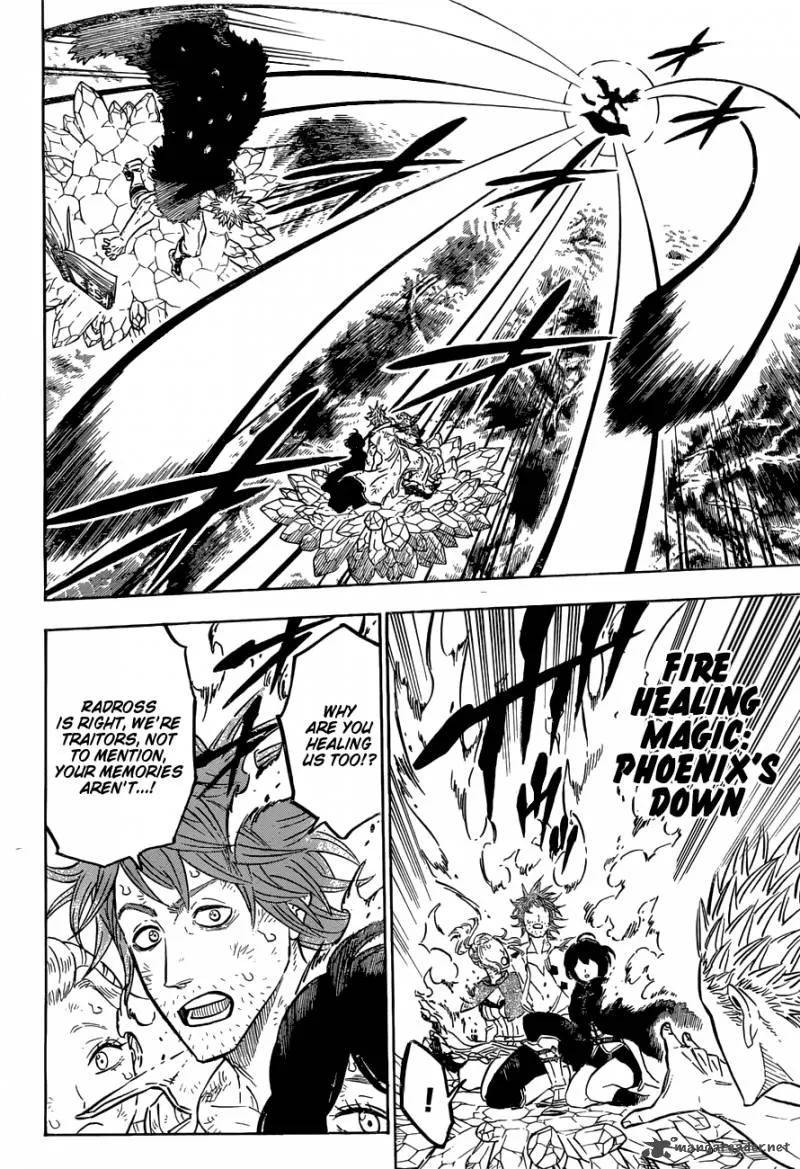 FIRE
HEALING
MAGIC:
PHOENIX'S
DOWN
!
WHY
ARE YOU
HEALING
US TOO!?
RADROSS
IS RIGHT, WE'RE
TRAITORS, NOT
TO MENTION,
YOUR MEMORIES
AREN'T...!
mangareader.net